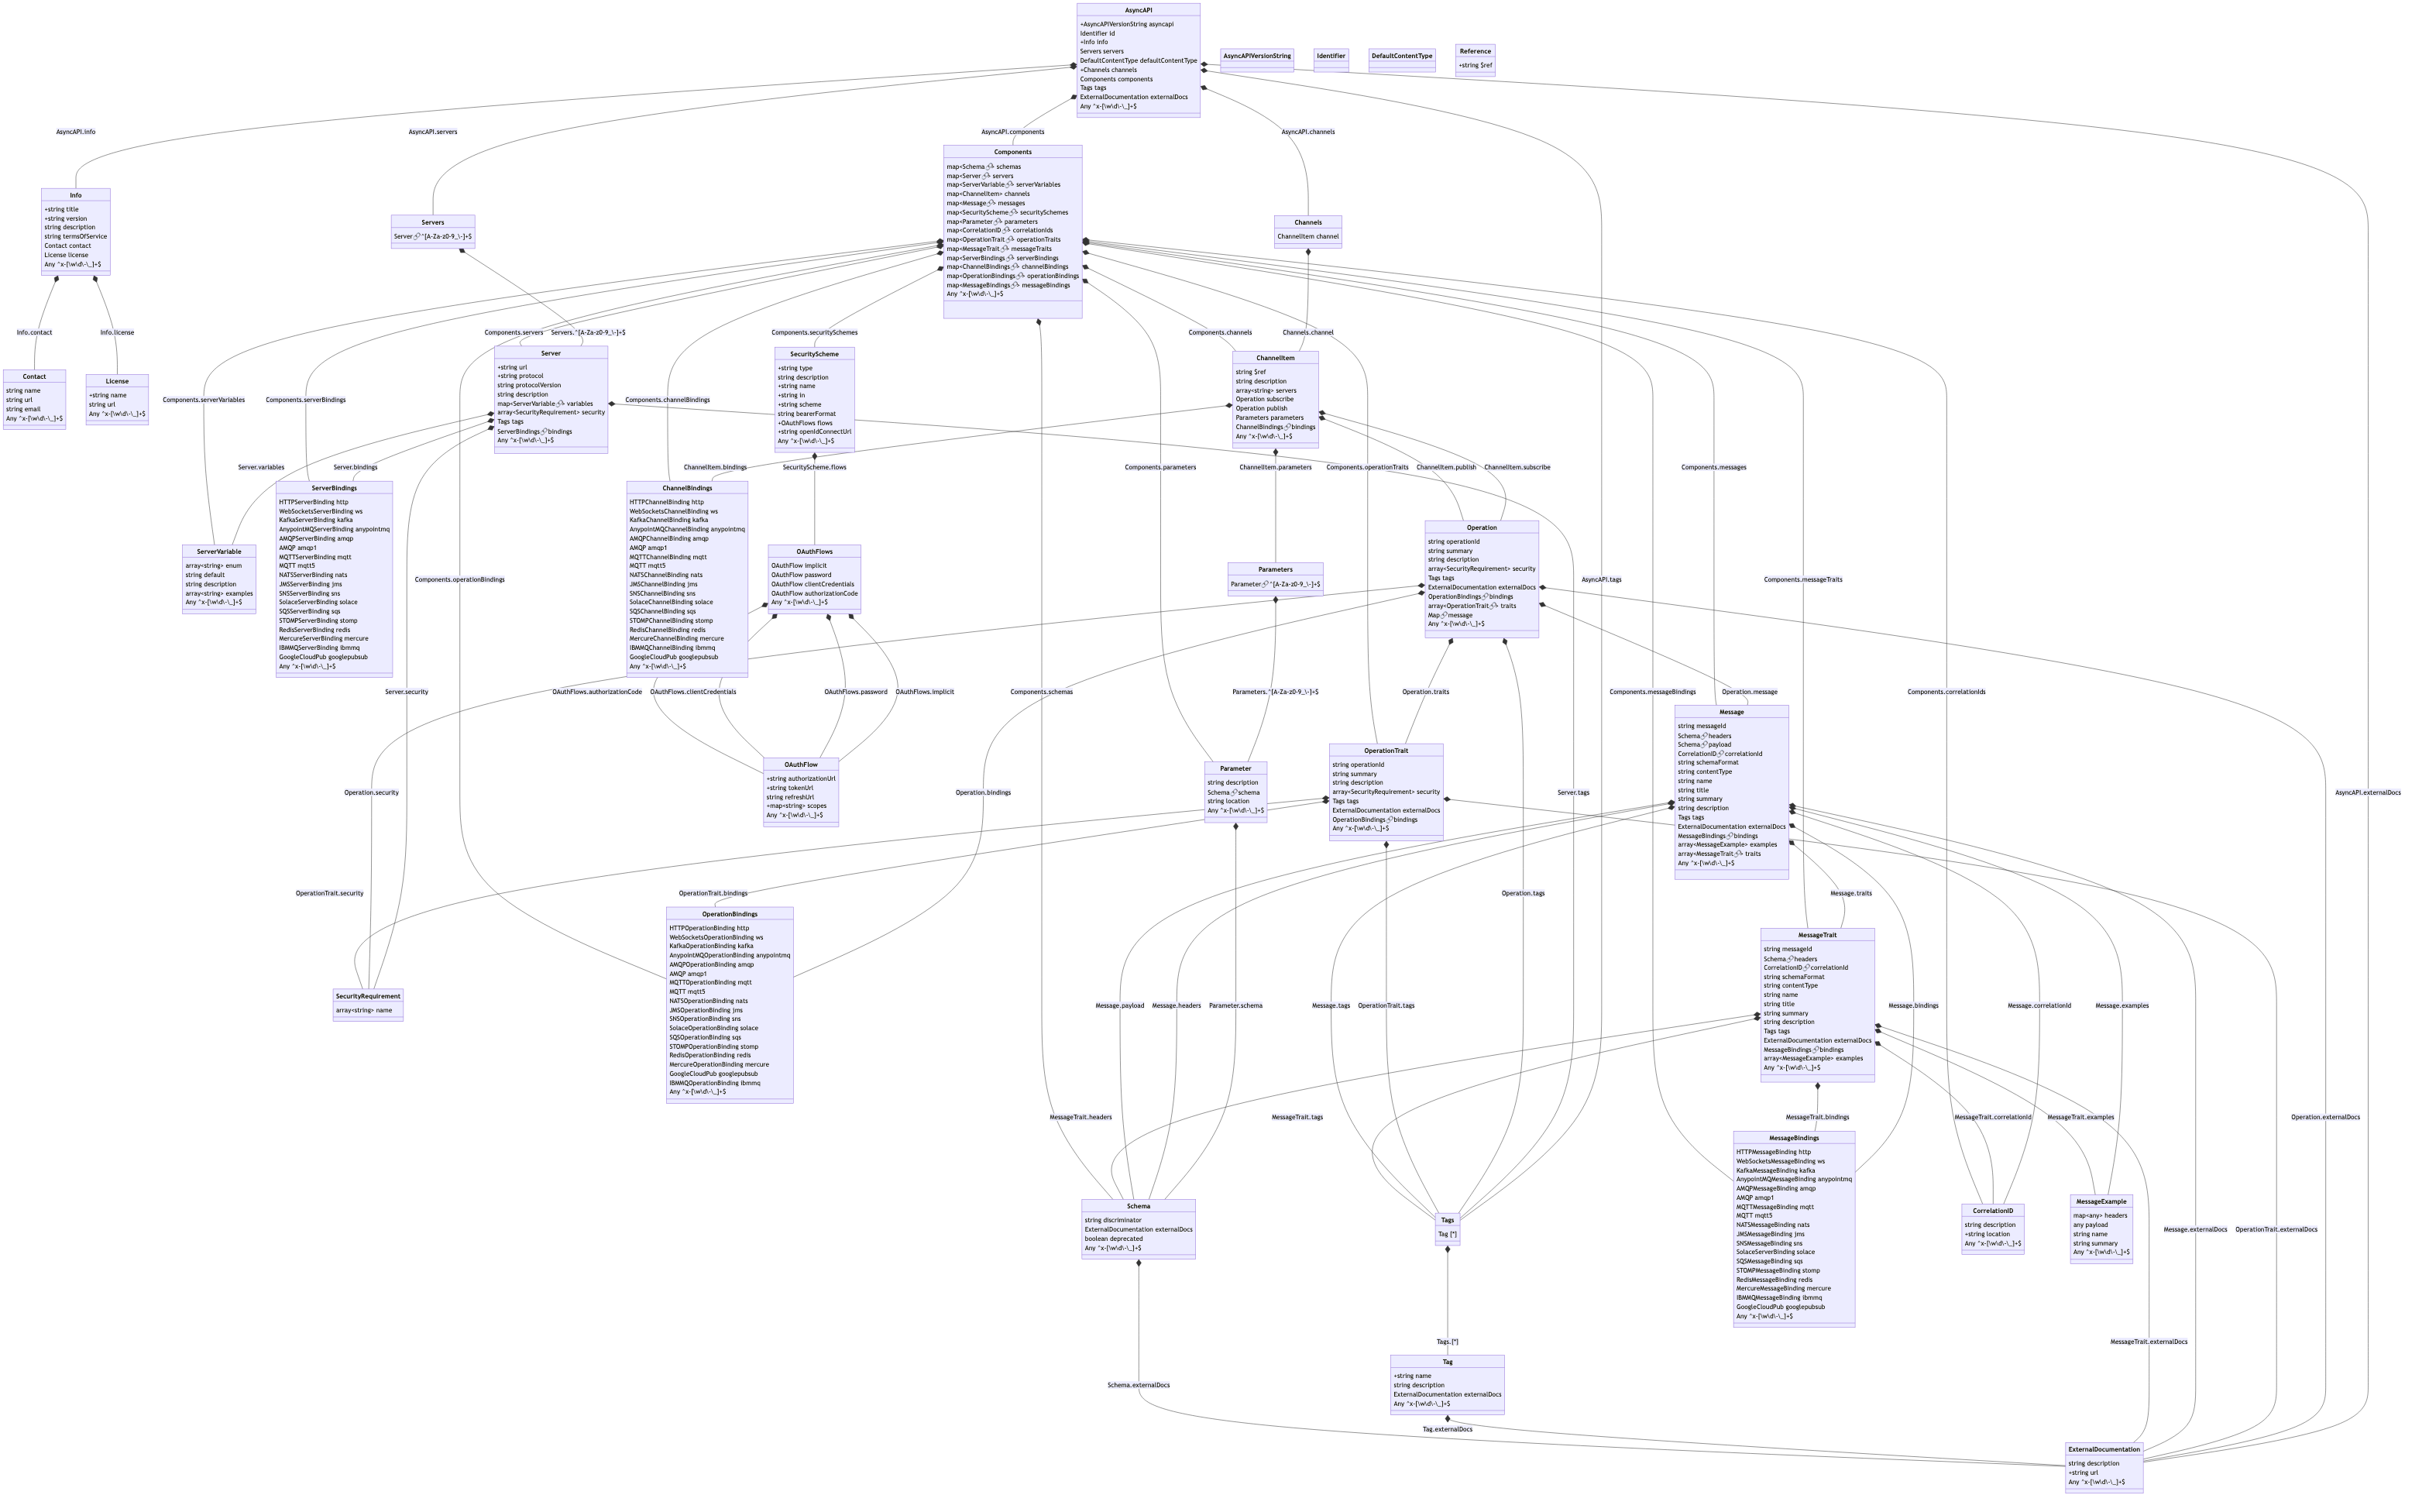 AsyncAPI
+AsyncAPIVersionString asyncapi
Identifier id
+Info info
Servers servers
DefaultContentType defaultContentType
+Channels channels
Components components
Tags tags
ExternalDocumentation externalDocs
Any ^x-[\w\d\-\_]+$
AsyncAPIVersionString
Identifier
DefaultContentType
Reference
+string $ref
AsyncAPI.info
AsyncAPI.servers
AsyncAPI.components
AsyncAPI.channels
Components
map<Schema🔗> schemas
map<Server🔗> servers
map<ServerVariable🔗> serverVariables
map<ChannelItem> channels
map<Message🔗> messages
map<SecurityScheme🔗> securitySchemes
map<Parameter🔗> parameters
map<CorrelationID🔗> correlationIds
map<OperationTrait🔗> operationTraits
map<MessageTrait🔗> messageTraits
map<ServerBindings🔗> serverBindings
map<ChannelBindings🔗> channelBindings
map<OperationBindings🔗> operationBindings
map<MessageBindings🔗> messageBindings
Any ^x-[\w\d\-\_]+$
Info
+string title
+string version
string description
string termsOfService
Contact contact
License license
Any ^x-[\w\d\-\_]+$
Servers
Server🔗^[A-Za-z0-9_\-]+$
Channels
ChannelItem channel
Info.contact
Info.license
Components.servers
Servers.^[A-Za-z0-9_\-]+$
Components.securitySchemes
Components.channels
Channels.channel
Contact
string name
string url
string email
Any ^x-[\w\d\-\_]+$
License
+string name
string url
Any ^x-[\w\d\-\_]+$
Components.serverVariables
Components.serverBindings
Server
+string url
+string protocol
string protocolVersion
string description
map<ServerVariable🔗> variables
array<SecurityRequirement> security
Tags tags
ServerBindings🔗bindings
Any ^x-[\w\d\-\_]+$
Components.channelBindings
SecurityScheme
+string type
string description
+string name
+string in
+string scheme
string bearerFormat
+OAuthFlows flows
+string openIdConnectUrl
Any ^x-[\w\d\-\_]+$
ChannelItem
string $ref
string description
array<string> servers
Operation subscribe
Operation publish
Parameters parameters
ChannelBindings🔗bindings
Any ^x-[\w\d\-\_]+$
Server.variables
Server.bindings
ChannelItem.bindings
SecurityScheme.flows
Components.parameters
ChannelItem.parameters
Components.operationTraits
ChannelItem.publish
ChannelItem.subscribe
Components.messages
ServerVariable
array<string> enum
string default
string description
array<string> examples
Any ^x-[\w\d\-\_]+$
ServerBindings
HTTPServerBinding http
WebSocketsServerBinding ws
KafkaServerBinding kafka
AnypointMQServerBinding anypointmq
AMQPServerBinding amqp
AMQP amqp1
MQTTServerBinding mqtt
MQTT mqtt5
NATSServerBinding nats
JMSServerBinding jms
SNSServerBinding sns
SolaceServerBinding solace
SQSServerBinding sqs
STOMPServerBinding stomp
RedisServerBinding redis
MercureServerBinding mercure
IBMMQServerBinding ibmmq
GoogleCloudPub googlepubsub
Any ^x-[\w\d\-\_]+$
Components.operationBindings
ChannelBindings
HTTPChannelBinding http
WebSocketsChannelBinding ws
KafkaChannelBinding kafka
AnypointMQChannelBinding anypointmq
AMQPChannelBinding amqp
AMQP amqp1
MQTTChannelBinding mqtt
MQTT mqtt5
NATSChannelBinding nats
JMSChannelBinding jms
SNSChannelBinding sns
SolaceChannelBinding solace
SQSChannelBinding sqs
STOMPChannelBinding stomp
RedisChannelBinding redis
MercureChannelBinding mercure
IBMMQChannelBinding ibmmq
GoogleCloudPub googlepubsub
Any ^x-[\w\d\-\_]+$
OAuthFlows
OAuthFlow implicit
OAuthFlow password
OAuthFlow clientCredentials
OAuthFlow authorizationCode
Any ^x-[\w\d\-\_]+$
Parameters
Parameter🔗^[A-Za-z0-9_\-]+$
Operation
string operationId
string summary
string description
array<SecurityRequirement> security
Tags tags
ExternalDocumentation externalDocs
OperationBindings🔗bindings
array<OperationTrait🔗> traits
Map🔗message
Any ^x-[\w\d\-\_]+$
AsyncAPI.tags
Components.messageTraits
Server.security
OAuthFlows.authorizationCode
OAuthFlows.clientCredentials
OAuthFlows.password
OAuthFlows.implicit
Components.schemas
Parameters.^[A-Za-z0-9_\-]+$
Operation.traits
Components.messageBindings
Operation.message
Components.correlationIds
Operation.security
OAuthFlow
+string authorizationUrl
+string tokenUrl
string refreshUrl
+map<string> scopes
Any ^x-[\w\d\-\_]+$
Operation.bindings
Parameter
string description
Schema🔗schema
string location
Any ^x-[\w\d\-\_]+$
OperationTrait
string operationId
string summary
string description
array<SecurityRequirement> security
Tags tags
ExternalDocumentation externalDocs
OperationBindings🔗bindings
Any ^x-[\w\d\-\_]+$
Server.tags
Message
string messageId
Schema🔗headers
Schema🔗payload
CorrelationID🔗correlationId
string schemaFormat
string contentType
string name
string title
string summary
string description
Tags tags
ExternalDocumentation externalDocs
MessageBindings🔗bindings
array<MessageExample> examples
array<MessageTrait🔗> traits
Any ^x-[\w\d\-\_]+$
AsyncAPI.externalDocs
OperationTrait.security
OperationTrait.bindings
Operation.tags
Message.traits
SecurityRequirement
array<string> name
OperationBindings
HTTPOperationBinding http
WebSocketsOperationBinding ws
KafkaOperationBinding kafka
AnypointMQOperationBinding anypointmq
AMQPOperationBinding amqp
AMQP amqp1
MQTTOperationBinding mqtt
MQTT mqtt5
NATSOperationBinding nats
JMSOperationBinding jms
SNSOperationBinding sns
SolaceOperationBinding solace
SQSOperationBinding sqs
STOMPOperationBinding stomp
RedisOperationBinding redis
MercureOperationBinding mercure
GoogleCloudPub googlepubsub
IBMMQOperationBinding ibmmq
Any ^x-[\w\d\-\_]+$
Message.payload
Message.headers
Parameter.schema
Message.tags
OperationTrait.tags
MessageTrait
string messageId
Schema🔗headers
CorrelationID🔗correlationId
string schemaFormat
string contentType
string name
string title
string summary
string description
Tags tags
ExternalDocumentation externalDocs
MessageBindings🔗bindings
array<MessageExample> examples
Any ^x-[\w\d\-\_]+$
Message.bindings
Message.correlationId
Message.examples
MessageTrait.headers
MessageTrait.tags
MessageTrait.bindings
MessageTrait.correlationId
MessageTrait.examples
Operation.externalDocs
Schema
string discriminator
ExternalDocumentation externalDocs
boolean deprecated
Any ^x-[\w\d\-\_]+$
Tags
Tag [*]
MessageBindings
HTTPMessageBinding http
WebSocketsMessageBinding ws
KafkaMessageBinding kafka
AnypointMQMessageBinding anypointmq
AMQPMessageBinding amqp
AMQP amqp1
MQTTMessageBinding mqtt
MQTT mqtt5
NATSMessageBinding nats
JMSMessageBinding jms
SNSMessageBinding sns
SolaceServerBinding solace
SQSMessageBinding sqs
STOMPMessageBinding stomp
RedisMessageBinding redis
MercureMessageBinding mercure
IBMMQMessageBinding ibmmq
GoogleCloudPub googlepubsub
Any ^x-[\w\d\-\_]+$
CorrelationID
string description
+string location
Any ^x-[\w\d\-\_]+$
MessageExample
map<any> headers
any payload
string name
string summary
Any ^x-[\w\d\-\_]+$
Message.externalDocs
OperationTrait.externalDocs
Tags.[*]
MessageTrait.externalDocs
Schema.externalDocs
Tag
+string name
string description
ExternalDocumentation externalDocs
Any ^x-[\w\d\-\_]+$
Tag.externalDocs
ExternalDocumentation
string description
+string url
Any ^x-[\w\d\-\_]+$